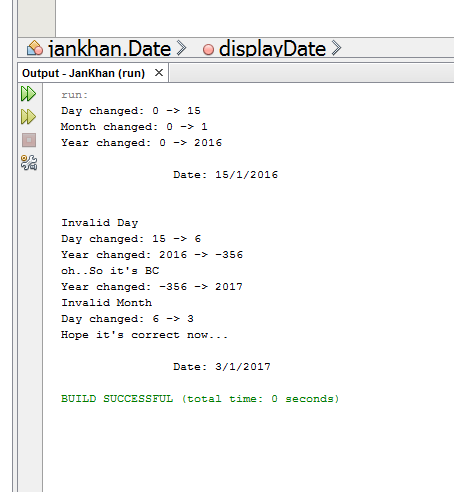 jankhan.Date displayDate
Output - JanKhan (run)
run:
Day changed: 0 -> 15
Month changed: 0 -> 1
Year changed: 0 -> 2016
Date: 15/1/2016
Invalid Day
Day changed: 15 -> 6
Year changed: 2016 -> -356
oh..So it's BC
Year changed: -356 -> 2017
Invalid Month
Day changed: 6 -> 3
Hope it's correct now...
Date: 3/1/2017
BUILD SUCCESSFUL (total time: 0 seconds)